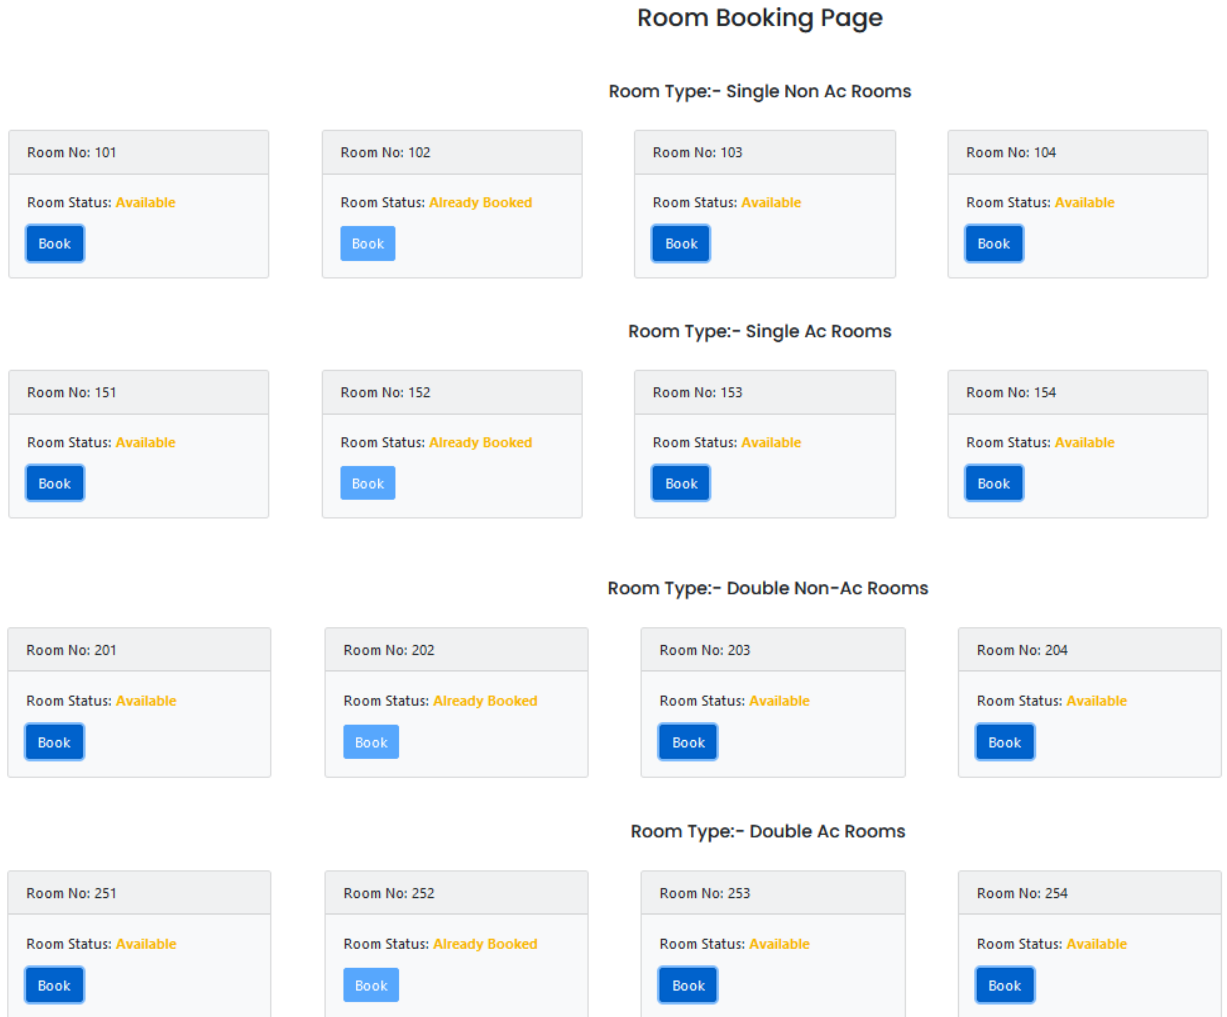 Room Booking Page
Room Type:- Single Non Ac Rooms
Room No: 101
Room Status: Available
Book
Room No: 102
Room Status: Already Booked
Book
Room No: 103
Room Status: Available
Book
Room No: 104
Room Status: Available
Book
Room Type:- Single Ac Rooms
Room No: 151
Room Status: Available
Book
Room No: 152
Room Status: Already Booked
Book
Room No: 153
Room Status: Available
Book
Room No: 154
Room Status: Available
Book
Room Type:- Double Non-Ac Rooms
Room No: 201
Room Status: Available
Book
Room No: 202
Room Status: Already Booked
Book
Room No: 203
Room Status: Available
Book
Room No: 204
Room Status: Available
Book
Room Type:- Double Ac Rooms
Room No: 251
Room Status: Available
Book
Room No: 252
Room Status: Already Booked
Book
Room No: 253
Room Status: Available
Book
Room No: 254
Room Status: Available
Book